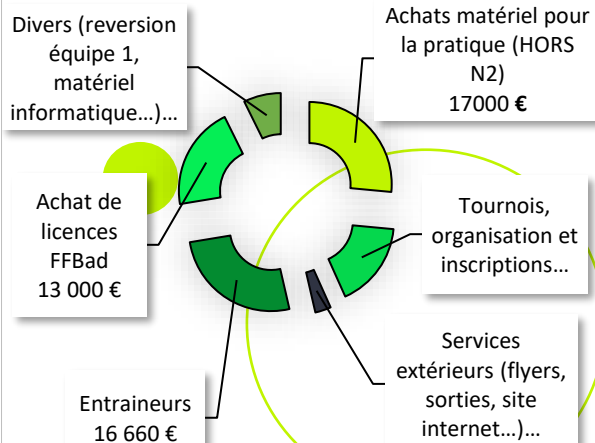 Divers (reversion
équipe 1,
matériel
informatique...)...
Achats matériel pour
la pratique (HORS
N2)
17000 €
Achat de
licences
FFBad
13 000 €
Tournois,
organisation et
inscriptions...
Services
extérieurs (flyers,
sorties, site
internet...)...
Entraineurs
16 660 €